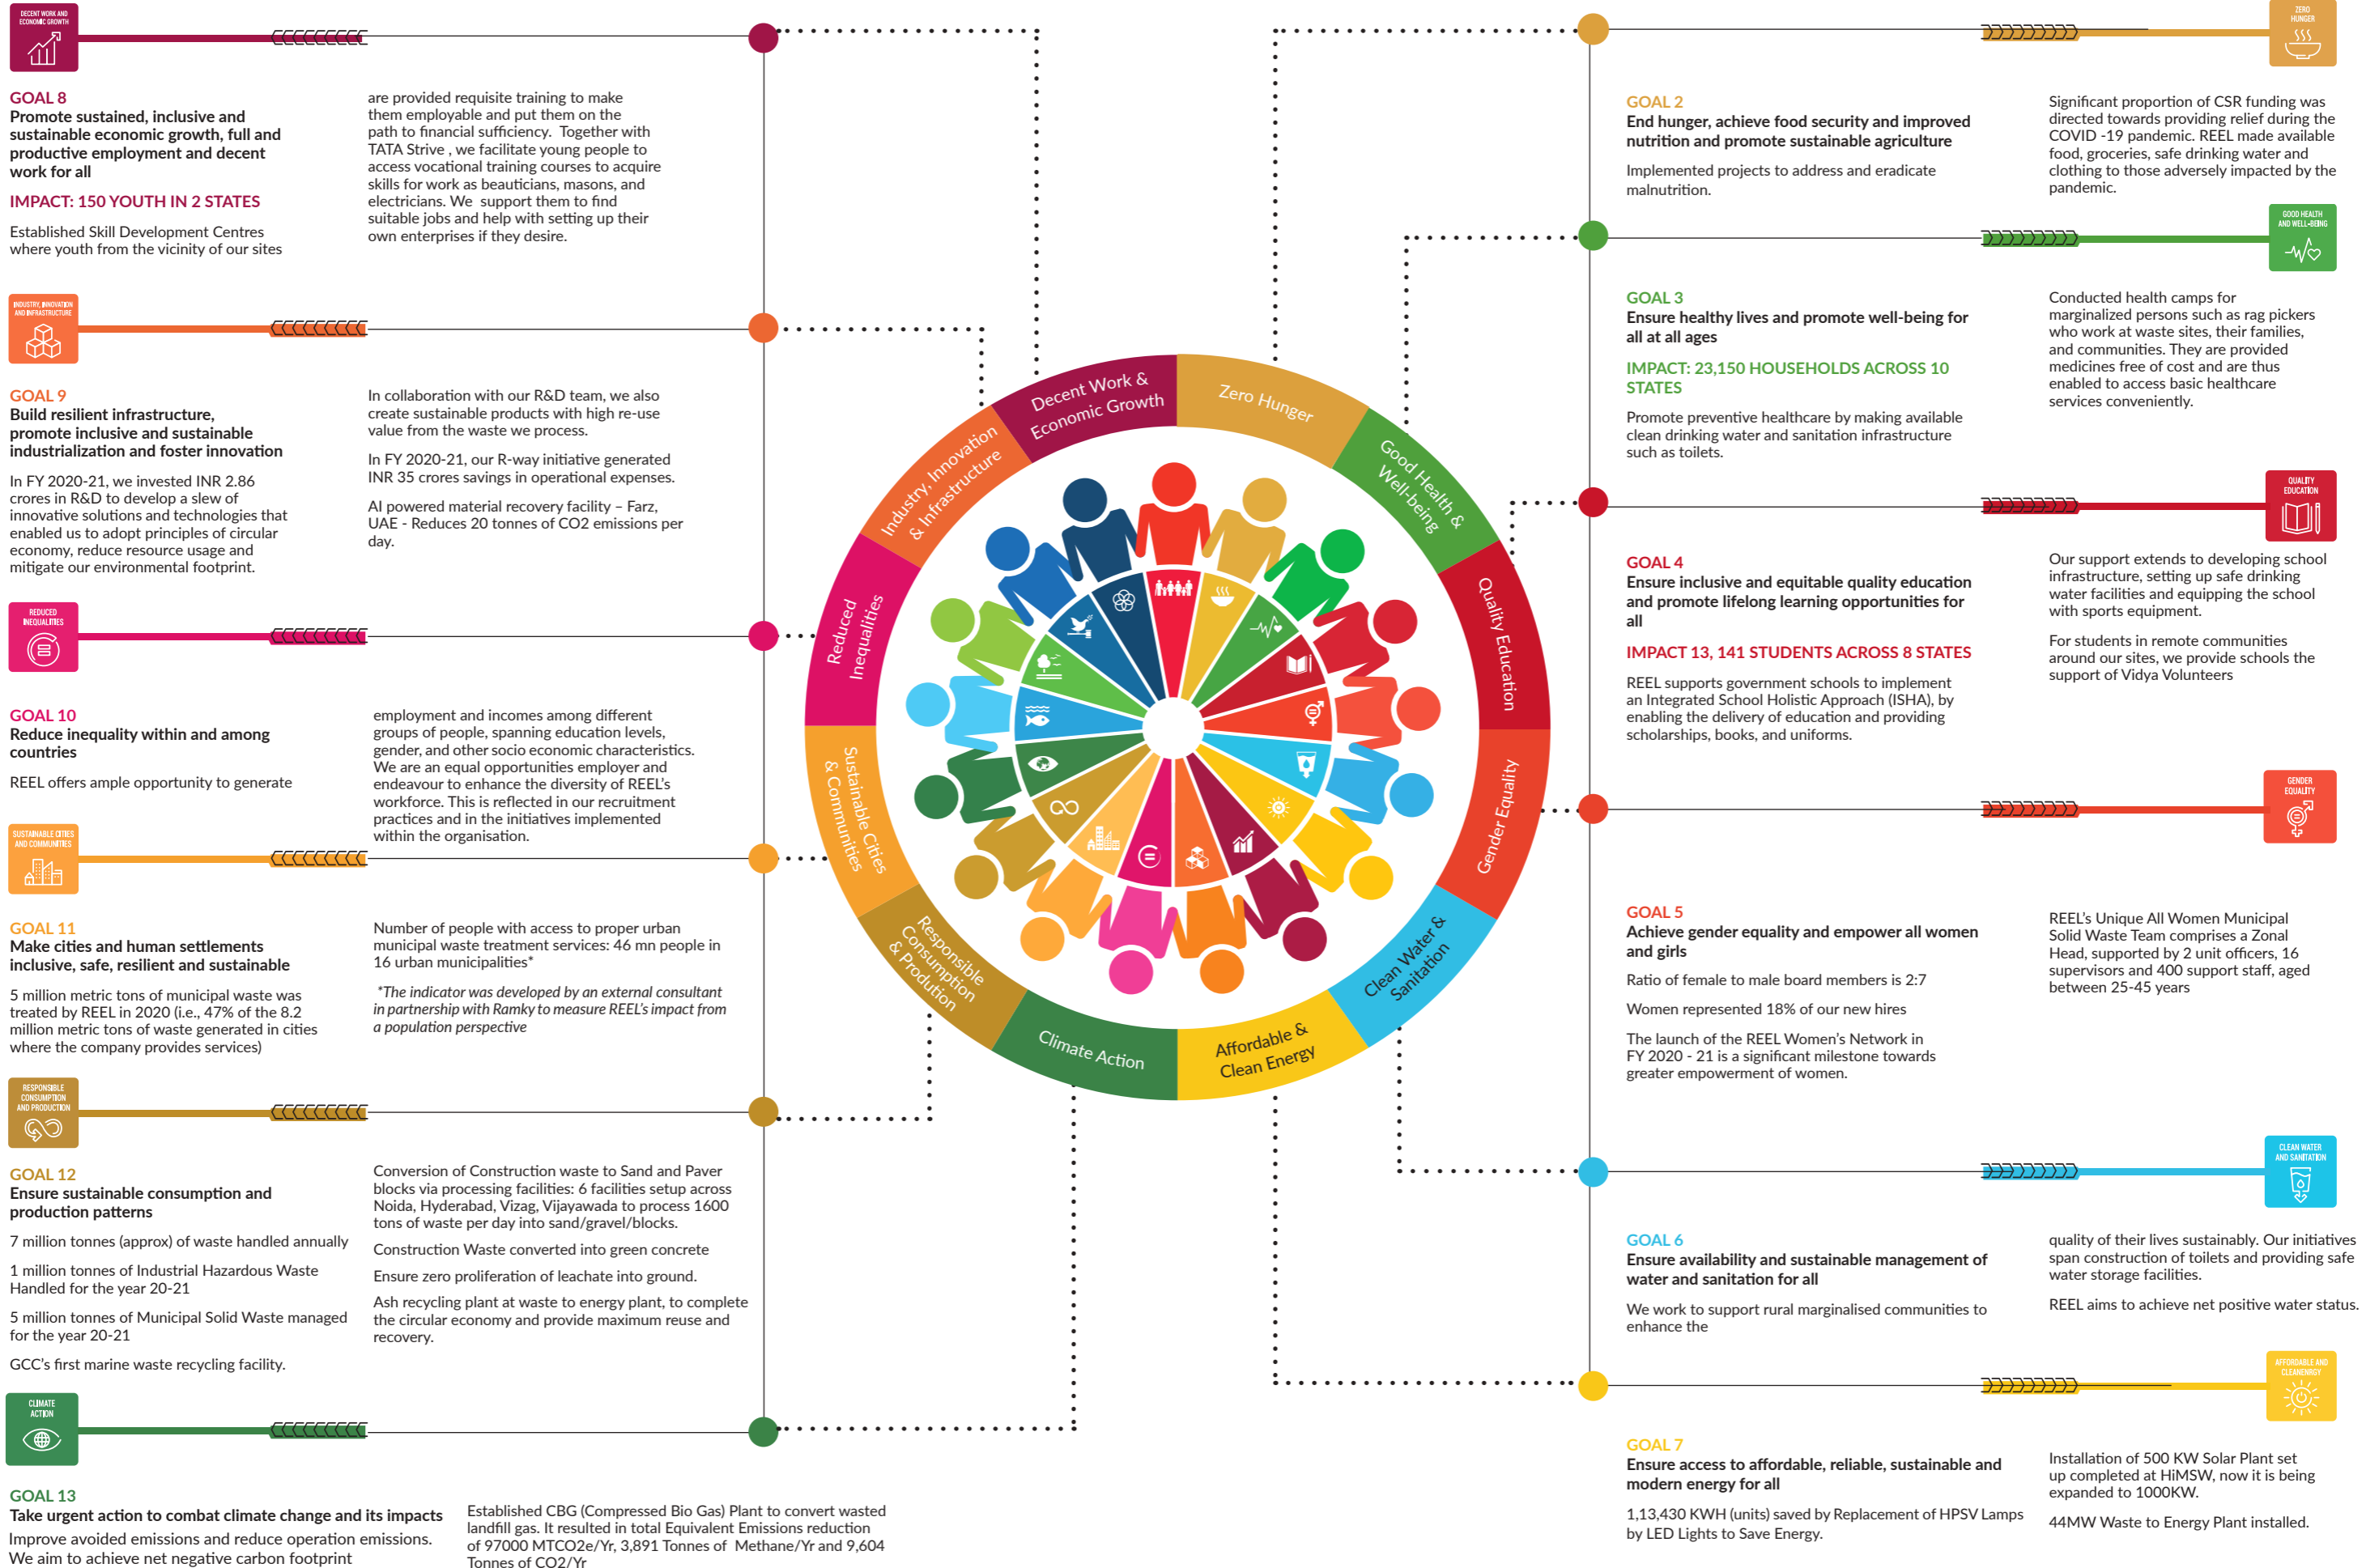 DECENT WORK AND
ECONOMIC GROWTH
GOAL 8
Promote sustained, inclusive and
sustainable economic growth, full and
productive employment and decent
work for all
IMPACT: 150 YOUTH IN 2 STATES
Established Skill Development Centres
where youth from the vicinity of our sites
are provided requisite training to make
them employable and put them on the
path to financial sufficiency. Together with
TATA Strive , we facilitate young people to
access vocational training courses to acquire
skills for work as beauticians, masons, and
electricians. We support them to find
suitable jobs and help with setting up their
own enterprises if they desire.
INDUSTRY, INNOVATION
AND INFRASTRUCTURE
GOAL 9
Build resilient infrastructure,
promote inclusive and sustainable
industrialization and foster innovation
In FY 2020-21, we invested INR 2.86
crores in R&D to develop a slew of
innovative solutions and technologies that
enabled us to adopt principles of circular
economy, reduce resource usage and
mitigate our environmental footprint.
In collaboration with our R&D team, we also
create sustainable products with high re-use
value from the waste we process.
In FY 2020-21, our R-way initiative generated
INR 35 crores savings in operational expenses.
AI powered material recovery facility – Farz,
UAE - Reduces 20 tonnes of CO2 emissions per
day.
REDUCED
INEQUALITIES
GOAL 10
Reduce inequality within and among
countries
REEL offers ample opportunity to generate
employment and incomes among different
groups of people, spanning education levels,
gender, and other socio economic characteristics.
We are an equal opportunities employer and
endeavour to enhance the diversity of REEL's
workforce. This is reflected in our recruitment
practices and in the initiatives implemented
within the organisation.
SUSTAINABLE CITIES
AND COMMUNITIES
GOAL 11
Make cities and human settlements
inclusive, safe, resilient and sustainable
5 million metric tons of municipal waste was
treated by REEL in 2020 (i.e., 47% of the 8.2
million metric tons of waste generated in cities
where the company provides services)
Number of people with access to proper urban
municipal waste treatment services: 46 mn people in
16 urban municipalities*
*The indicator was developed by an external consultant
in partnership with Ramky to measure REEL's impact from
a population perspective
RESPONSIBLE
CONSUMPTION
AND PRODUCTION
GOAL 12
Ensure sustainable consumption and
production patterns
7 million tonnes (approx) of waste handled annually
1 million tonnes of Industrial Hazardous Waste
Handled for the year 20-21
5 million tonnes of Municipal Solid Waste managed
for the year 20-21
GCC's first marine waste recycling facility.
Conversion of Construction waste to Sand and Paver
blocks via processing facilities: 6 facilities setup across
Noida, Hyderabad, Vizag, Vijayawada to process 1600
tons of waste per day into sand/gravel/blocks.
Construction Waste converted into green concrete
Ensure zero proliferation of leachate into ground.
Ash recycling plant at waste to energy plant, to complete
the circular economy and provide maximum reuse and
recovery.
CLIMATE
ACTION
GOAL 13
Take urgent action to combat climate change and its impacts
Improve avoided emissions and reduce operation emissions.
We aim to achieve net negative carbon footprint
Established CBG (Compressed Bio Gas) Plant to convert wasted
landfill gas. It resulted in total Equivalent Emissions reduction
of 97000 MTCO2e/Yr, 3,891 Tonnes of Methane/Yr and 9,604
Tonnes of CO2/Yr
Decent Work &
Economic Growth
Zero Hunger
Good Health &
Well-being
Quality Education
Gender Equality
Clean Water &
Sanitation
Affordable &
Clean Energy
Climate Action
Responsible
Consumption
& Prodution
Sustainable Cities
& Communities
Reduced
Inequalities
Industry, Innovation
& Infrastructure
ZERO
HUNGER
GOAL 2
End hunger, achieve food security and improved
nutrition and promote sustainable agriculture
Implemented projects to address and eradicate
malnutrition.
Significant proportion of CSR funding was
directed towards providing relief during the
COVID -19 pandemic. REEL made available
food, groceries, safe drinking water and
clothing to those adversely impacted by the
pandemic.
GOOD HEALTH
AND WELL-BEING
GOAL 3
Ensure healthy lives and promote well-being for
all at all ages
IMPACT: 23,150 HOUSEHOLDS ACROSS 10
STATES
Promote preventive healthcare by making available
clean drinking water and sanitation infrastructure
such as toilets.
Conducted health camps for
marginalized persons such as rag pickers
who work at waste sites, their families,
and communities. They are provided
medicines free of cost and are thus
enabled to access basic healthcare
services conveniently.
QUALITY
EDUCATION
GOAL 4
Ensure inclusive and equitable quality education
and promote lifelong learning opportunities for
all
IMPACT 13, 141 STUDENTS ACROSS 8 STATES
REEL supports government schools to implement
an Integrated School Holistic Approach (ISHA), by
enabling the delivery of education and providing
scholarships, books, and uniforms.
Our support extends to developing school
infrastructure, setting up safe drinking
water facilities and equipping the school
with sports equipment.
For students in remote communities
around our sites, we provide schools the
support of Vidya Volunteers
GENDER
EQUALITY
GOAL 5
Achieve gender equality and empower all women
and girls
Ratio of female to male board members is 2:7
Women represented 18% of our new hires
The launch of the REEL Women's Network in
FY 2020 - 21 is a significant milestone towards
greater empowerment of women.
REEL's Unique All Women Municipal
Solid Waste Team comprises a Zonal
Head, supported by 2 unit officers, 16
supervisors and 400 support staff, aged
between 25-45 years
CLEAN WATER
AND SANITATION
GOAL 6
Ensure availability and sustainable management of
water and sanitation for all
We work to support rural marginalised communities to
enhance the
quality of their lives sustainably. Our initiatives
span construction of toilets and providing safe
water storage facilities.
REEL aims to achieve net positive water status.
AFFORDABLE AND
CLEANENRGY
GOAL 7
Ensure access to affordable, reliable, sustainable and
modern energy for all
1,13,430 KWH (units) saved by Replacement of HPSV Lamps
by LED Lights to Save Energy.
Installation of 500 KW Solar Plant set
up completed at HiMSW, now it is being
expanded to 1000KW.
44MW Waste to Energy Plant installed.